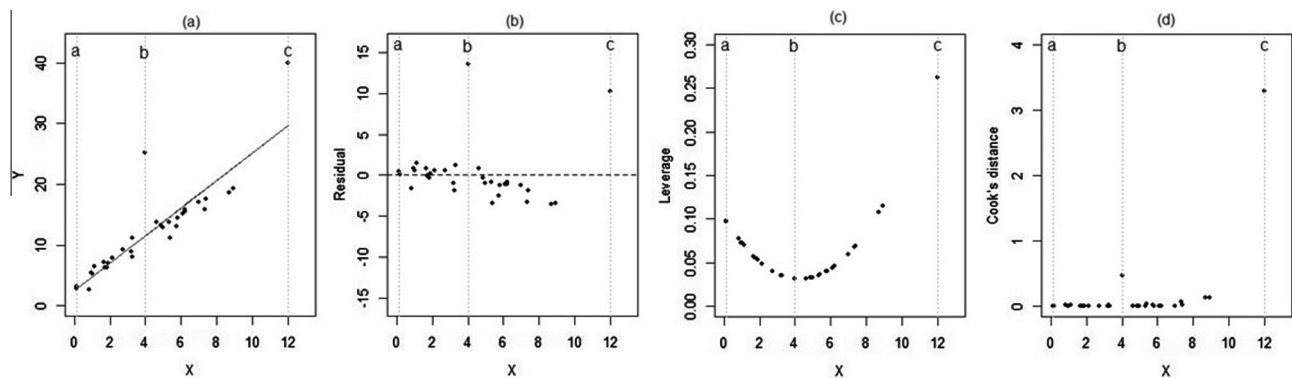 (a)
a
b
c
Y
40
30
20
10
0
0 2 4 6 8 10 12
X
(b)
a
b
c
Residual
15
10
5
0
-5
-10
-15
0 2 4 6 8 10 12
X
(c)
a
b
c
Leverage
0.30
0.25
0.20
0.15
0.10
0.05
0.00
0 2 4 6 8 10 12
X
(d)
a
b
c
Cook's distance
4
3
2
1
0
0 2 4 6 8 10 12
X